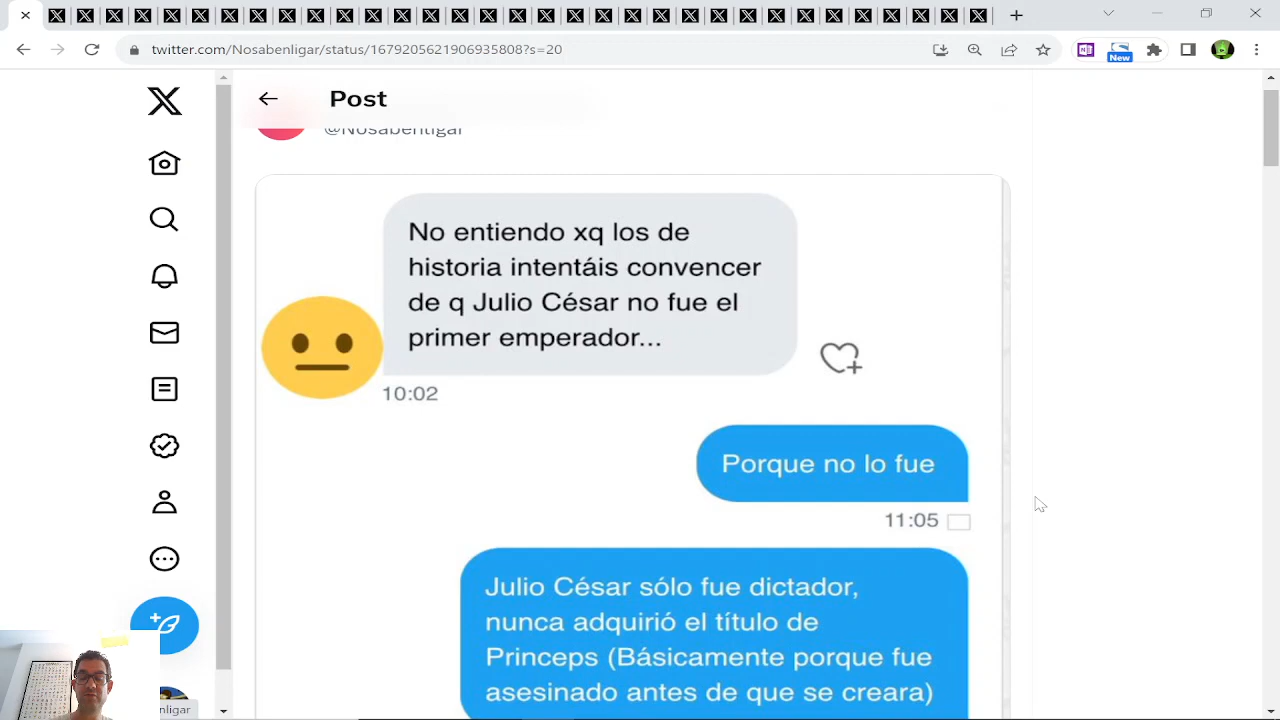 twitter.com/Nosabenligar/status/1679205621906935808?s=20
New
Post
@Nosabenligar
No entiendo xq los de
historia intentáis convencer
de q Julio César no fue el
primer emperador...
10:02
Porque no lo fue
11:05
Julio César sólo fue dictador,
nunca adquirió el título de
Princeps (Básicamente porque fue
asesinado antes de que se creara)
ligar